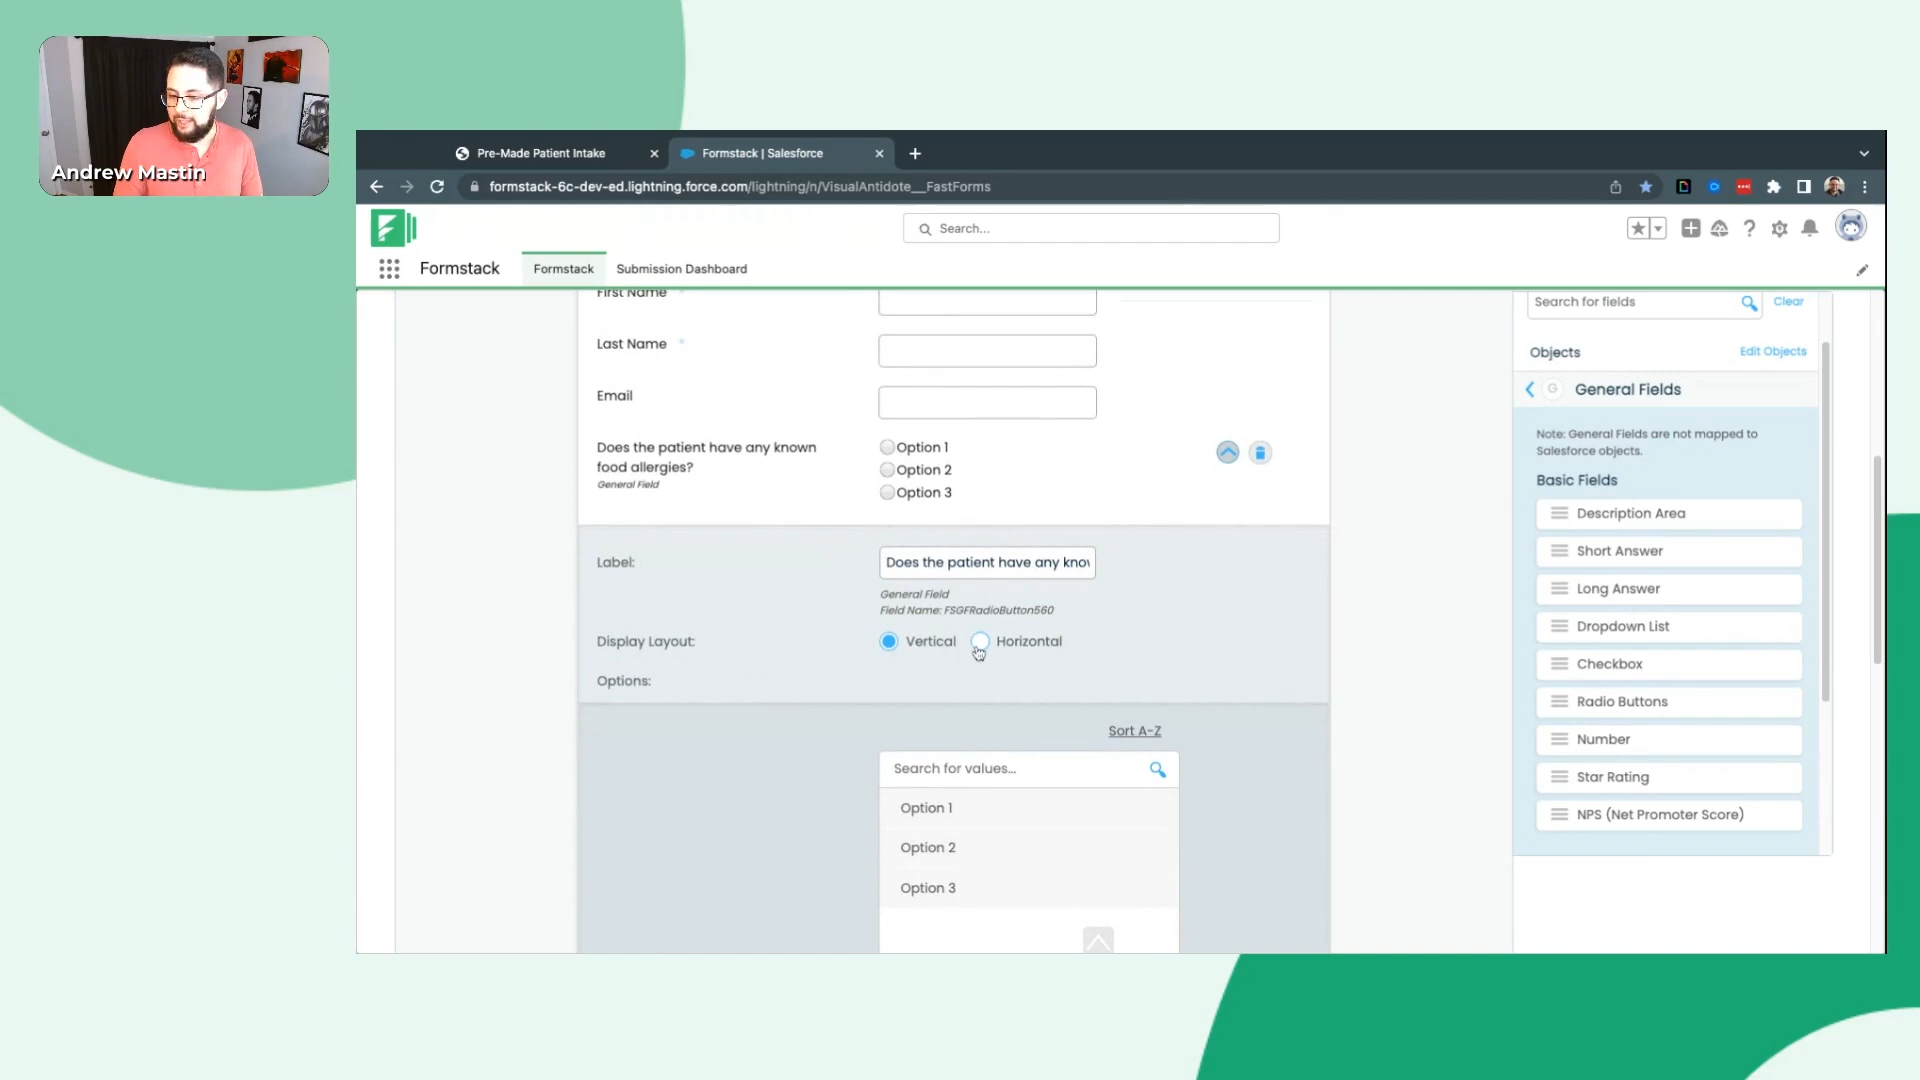 Andrew Mastin
Pre-Made Patient Intake
Formstack | Salesforce
formstack-6c-dev-ed.lightning.force.com/lightning/n/VisualAntidote__FastForms
Search...
Formstack
Formstack
Submission Dashboard
First Name *
Last Name *
Email
Does the patient have any known
food allergies?
General Field
Option 1
Option 2
Option 3
Label:
Does the patient have any know
General Field
Field Name: FSGFRadioButton560
Display Layout:
Vertical
Horizontal
Options:
Sort A-Z
Search for values...
Option 1
Option 2
Option 3
Search for fields
Clear
Objects
Edit Objects
G
General Fields
Note: General Fields are not mapped to
Salesforce objects.
Basic Fields
Description Area
Short Answer
Long Answer
Dropdown List
Checkbox
Radio Buttons
Number
Star Rating
NPS (Net Promoter Score)